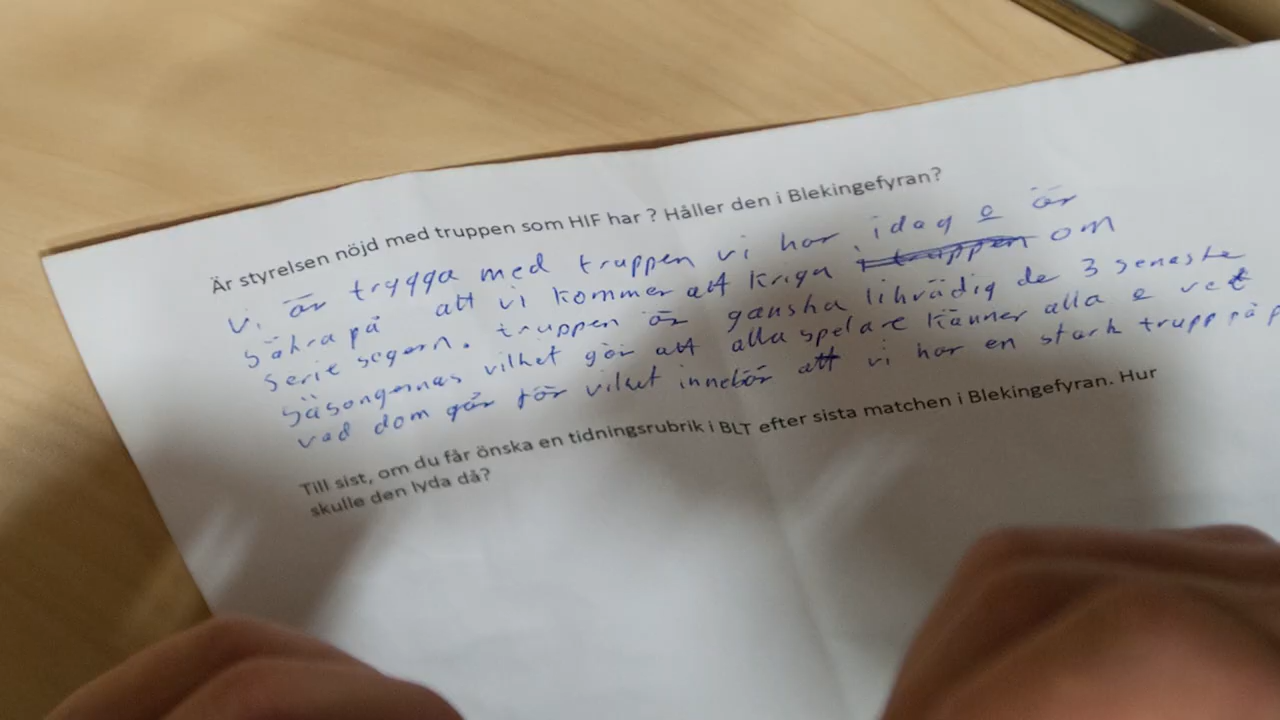 Är styrelsen nöjd med truppen som HIF har ? Håller den i Blekingefyran?
Vi är trygga med truppen vi har idag e är
säkra på att vi kommer att kriga om
serie segern. truppen är ganska likvädig de 3 seneste
säsongernas vilket gör att alla spelare känner alla e vet
vad dom går för vilket innebär att vi har en stark trupp på p
Till sist, om du får önska en tidningsrubrik i BLT efter sista matchen i Blekingefyran. Hur
skulle den lyda då?